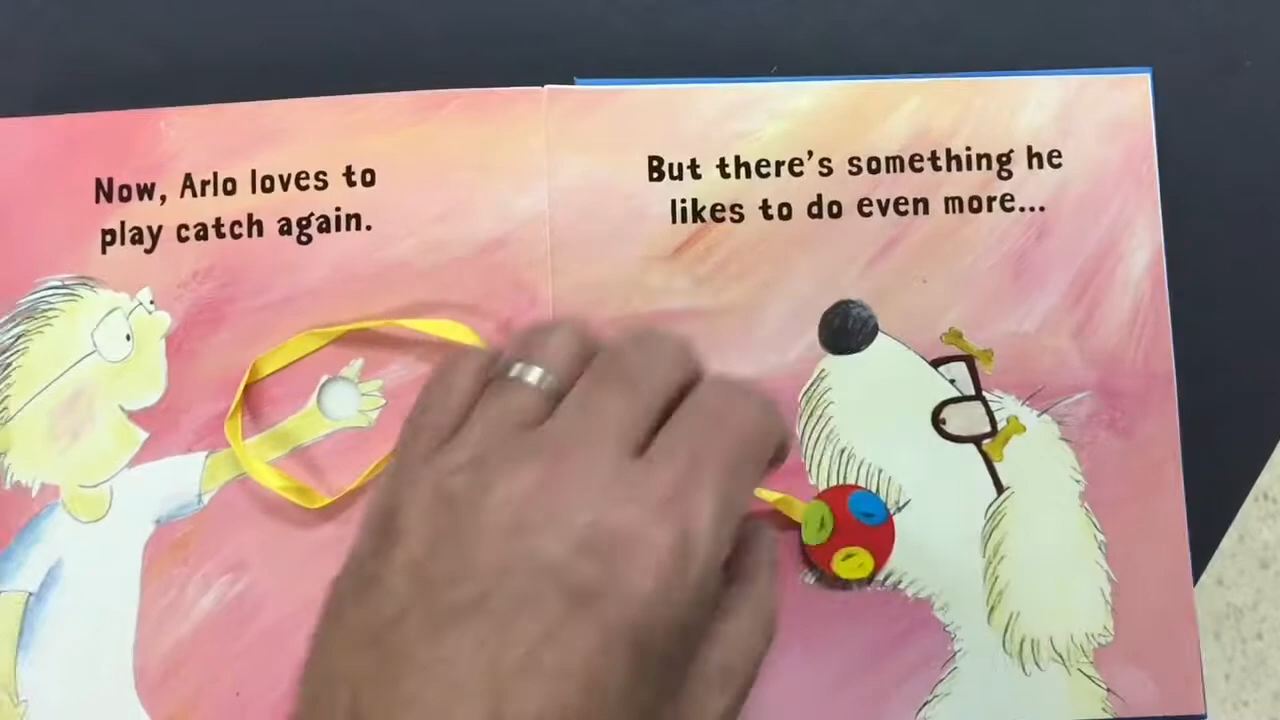 Now, Arlo loves to
play catch again.
But there's something he
likes to do even more...